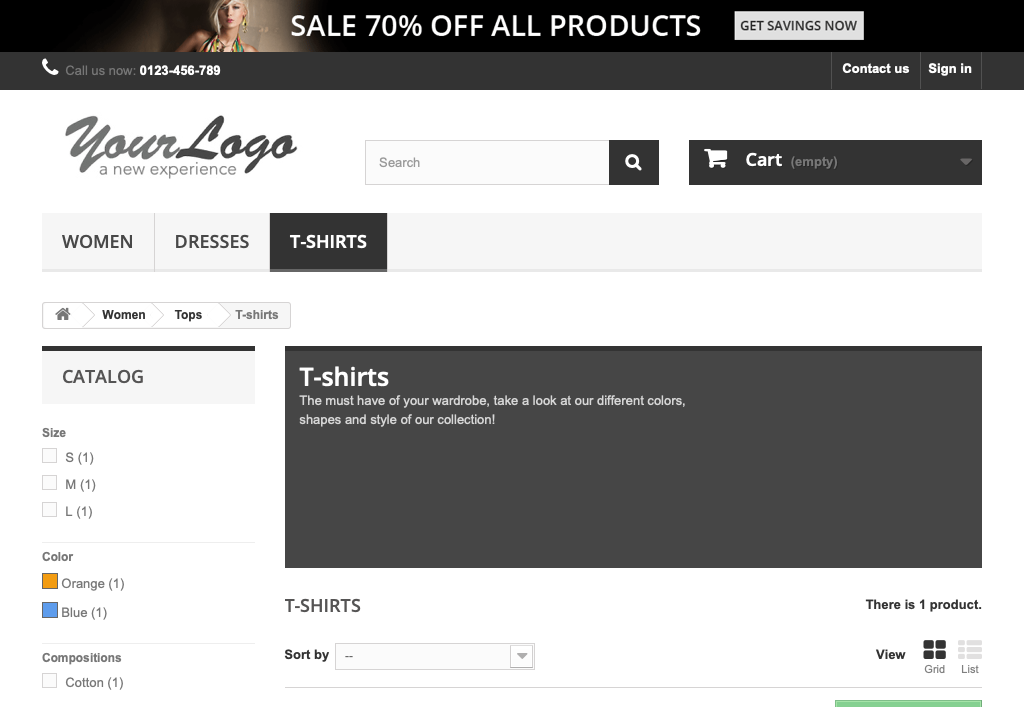 SALE 70% OFF ALL PRODUCTS
GET SAVINGS NOW
Call us now: 0123-456-789
Contact us
Sign in
YourLogo
a new experience
Search
Cart (empty)
WOMEN
DRESSES
T-SHIRTS
Women
Tops
T-shirts
CATALOG
Size
S (1)
M (1)
L (1)
Color
Orange (1)
Blue (1)
Compositions
Cotton (1)
T-shirts
The must have of your wardrobe, take a look at our different colors,
shapes and style of our collection!
T-SHIRTS
There is 1 product.
Sort by
--
View
Grid
List